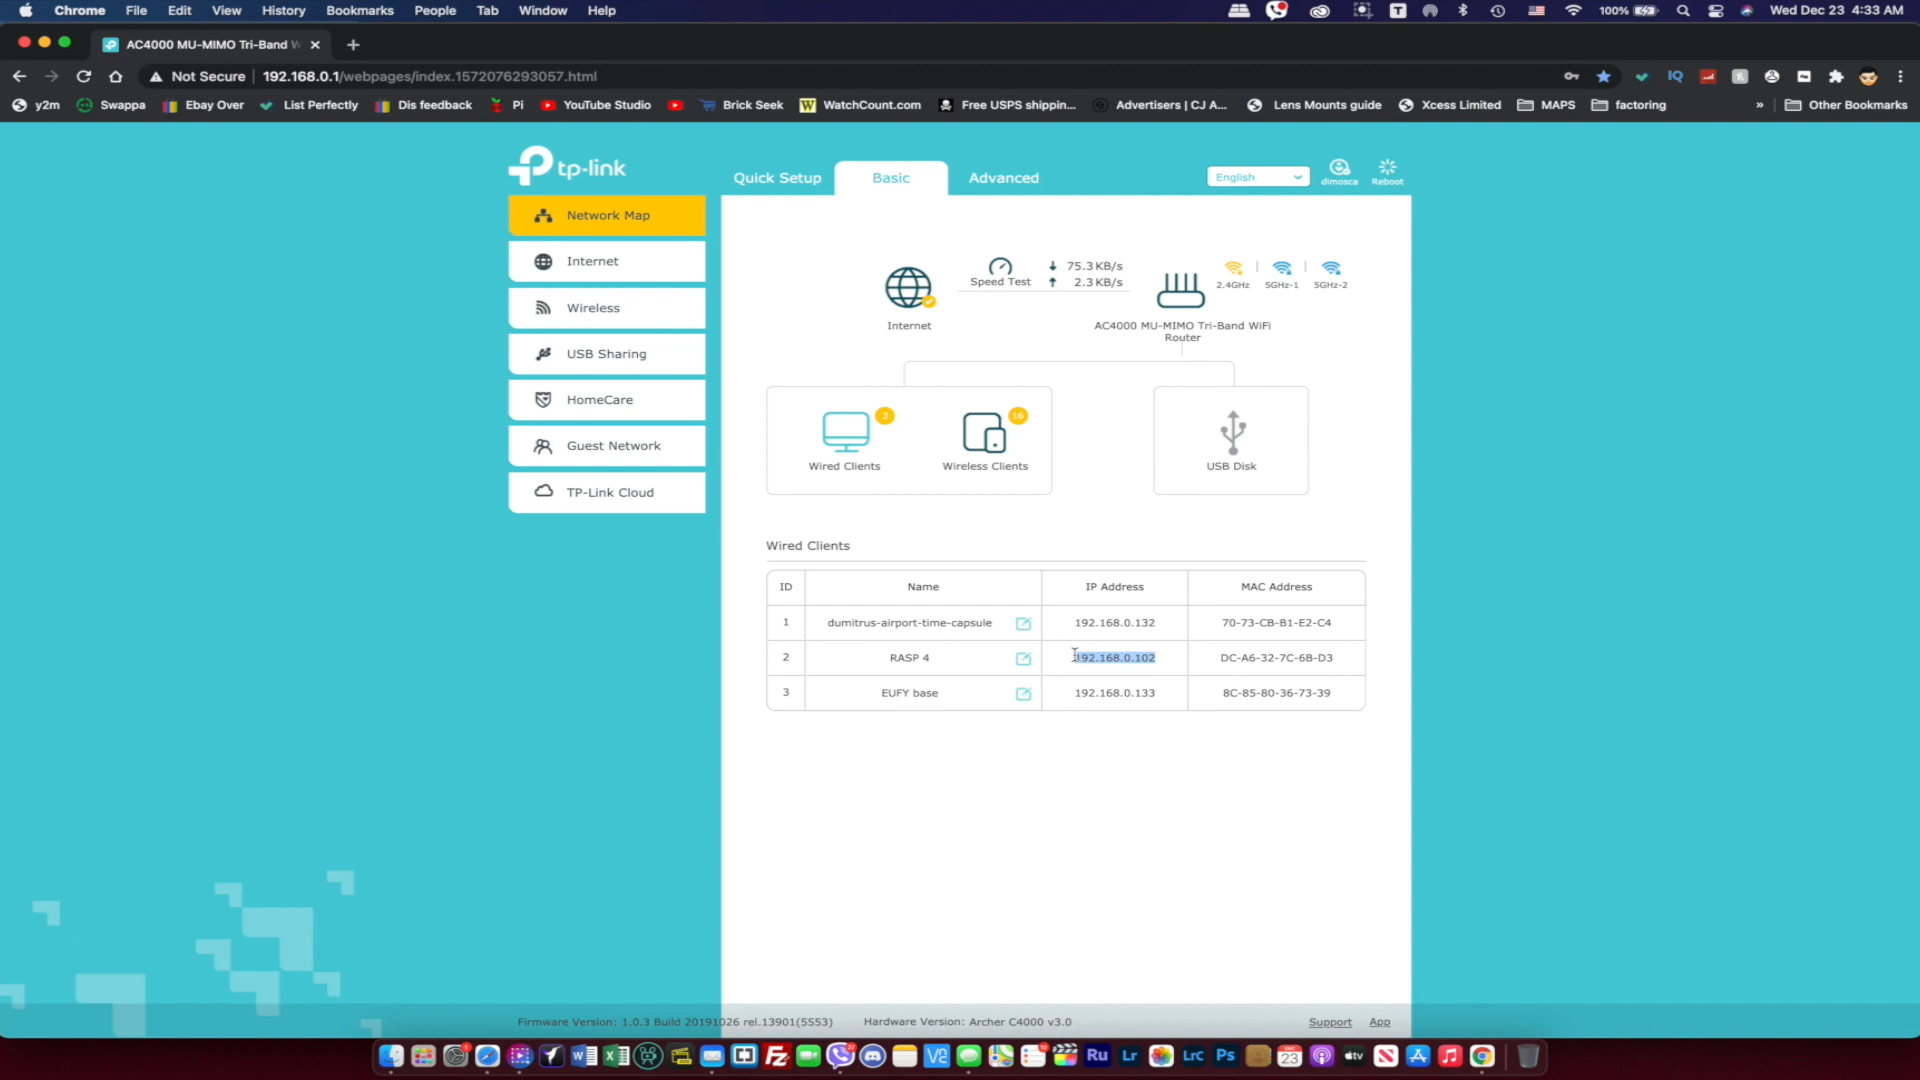 Chrome File Edit View History Bookmarks People Tab Window Help 100% Wed Dec 23 4:33 AM
AC4000 MU-MIMO Tri-Band W
Not Secure 192.168.0.1/webpages/index.1572076293057.html
y2m Swappa Ebay Over List Perfectly Dis feedback Pi YouTube Studio Brick Seek WatchCount.com Free USPS shippin... Advertisers | CJ A... Lens Mounts guide Xcess Limited MAPS factoring » Other Bookmarks
tp-link
Quick Setup Basic Advanced English dimosca Reboot
Network Map
Internet
Wireless
USB Sharing
HomeCare
Guest Network
TP-Link Cloud
Speed Test 75.3 KB/s
2.3 KB/s
2.4GHz 5GHz-1 5GHz-2
Internet
AC4000 MU-MIMO Tri-Band WiFi
Router
3
16
Wired Clients Wireless Clients USB Disk
Wired Clients
ID Name IP Address MAC Address
1 dumitrus-airport-time-capsule 192.168.0.132 70-73-CB-B1-E2-C4
2 RASP 4 192.168.0.102 DC-A6-32-7C-6B-D3
3 EUFY base 192.168.0.133 8C-85-80-36-73-39
Firmware Version: 1.0.3 Build 20191026 rel.13901(5553) Hardware Version: Archer C4000 v3.0 Support App
Fz Ru Lr Lrc Ps 23 tv